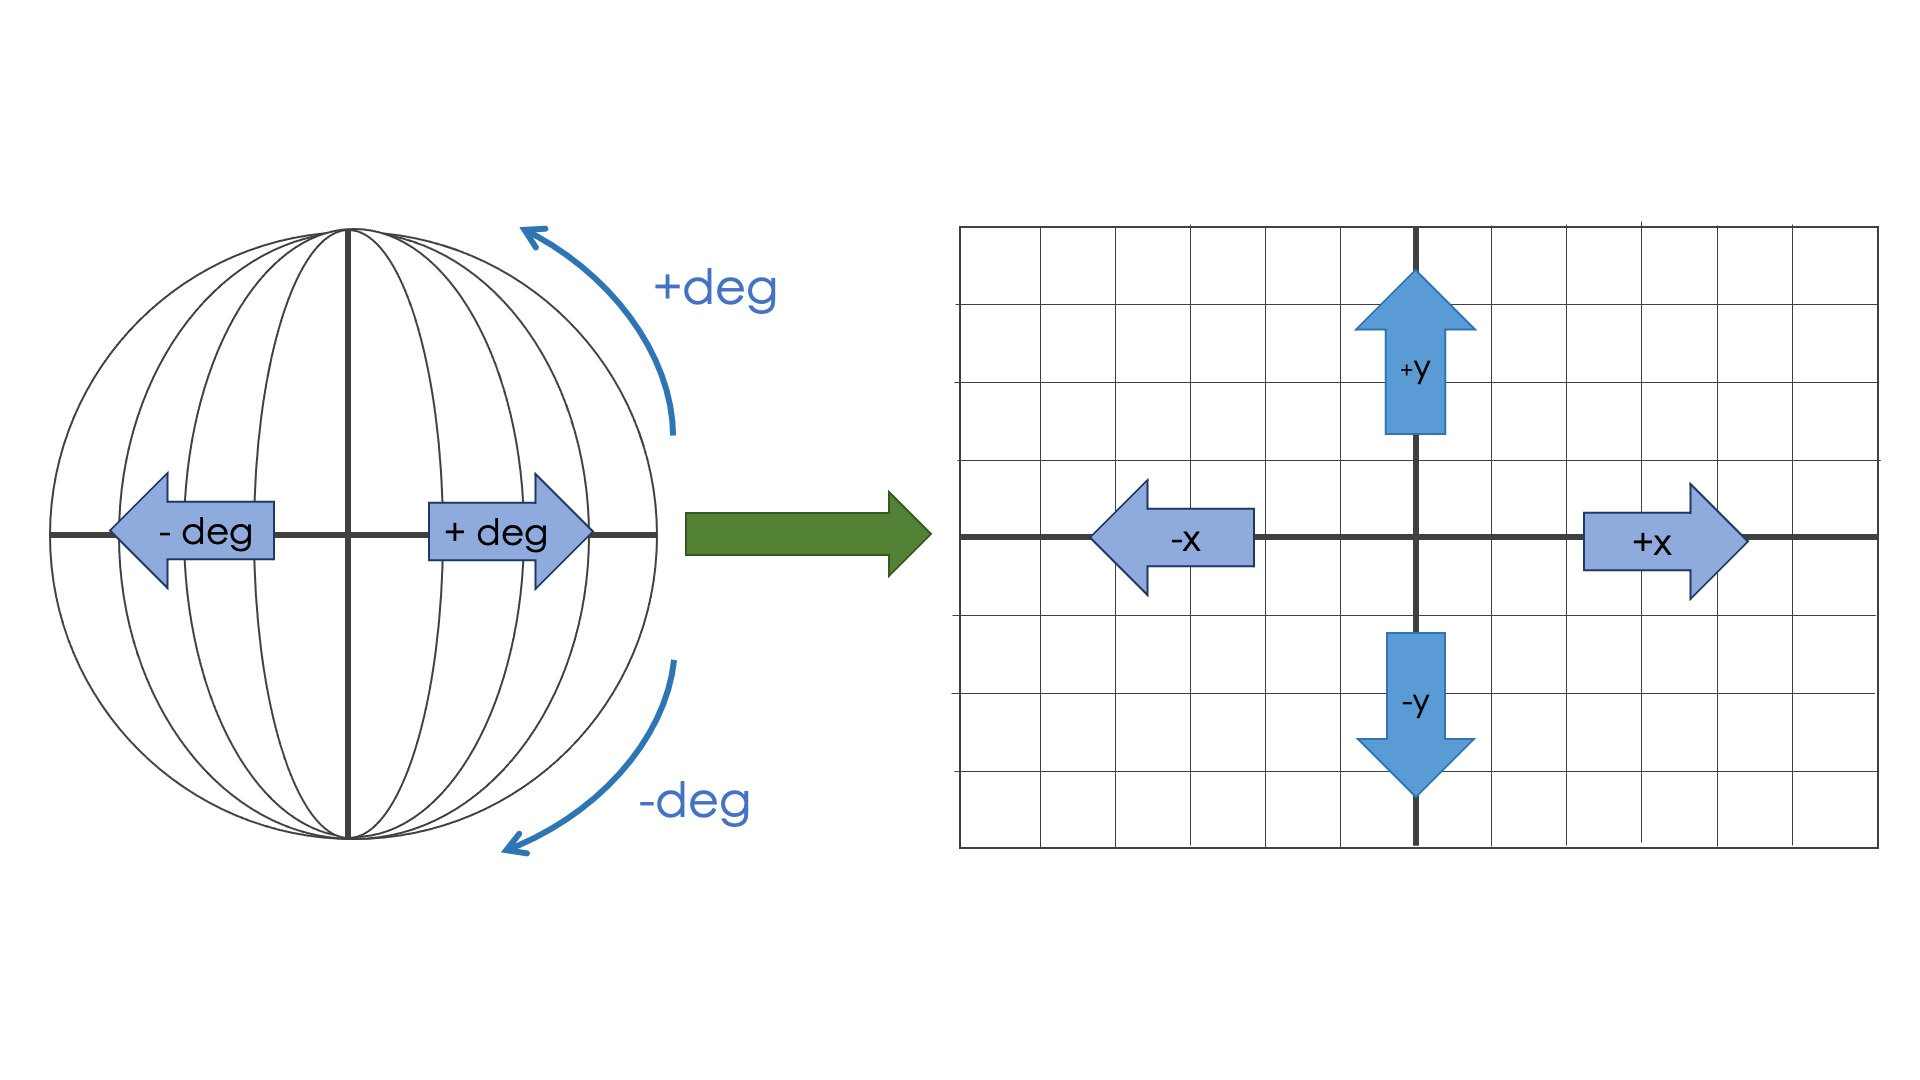 +deg
- deg
+ deg
-deg
+y
-x
+x
-y